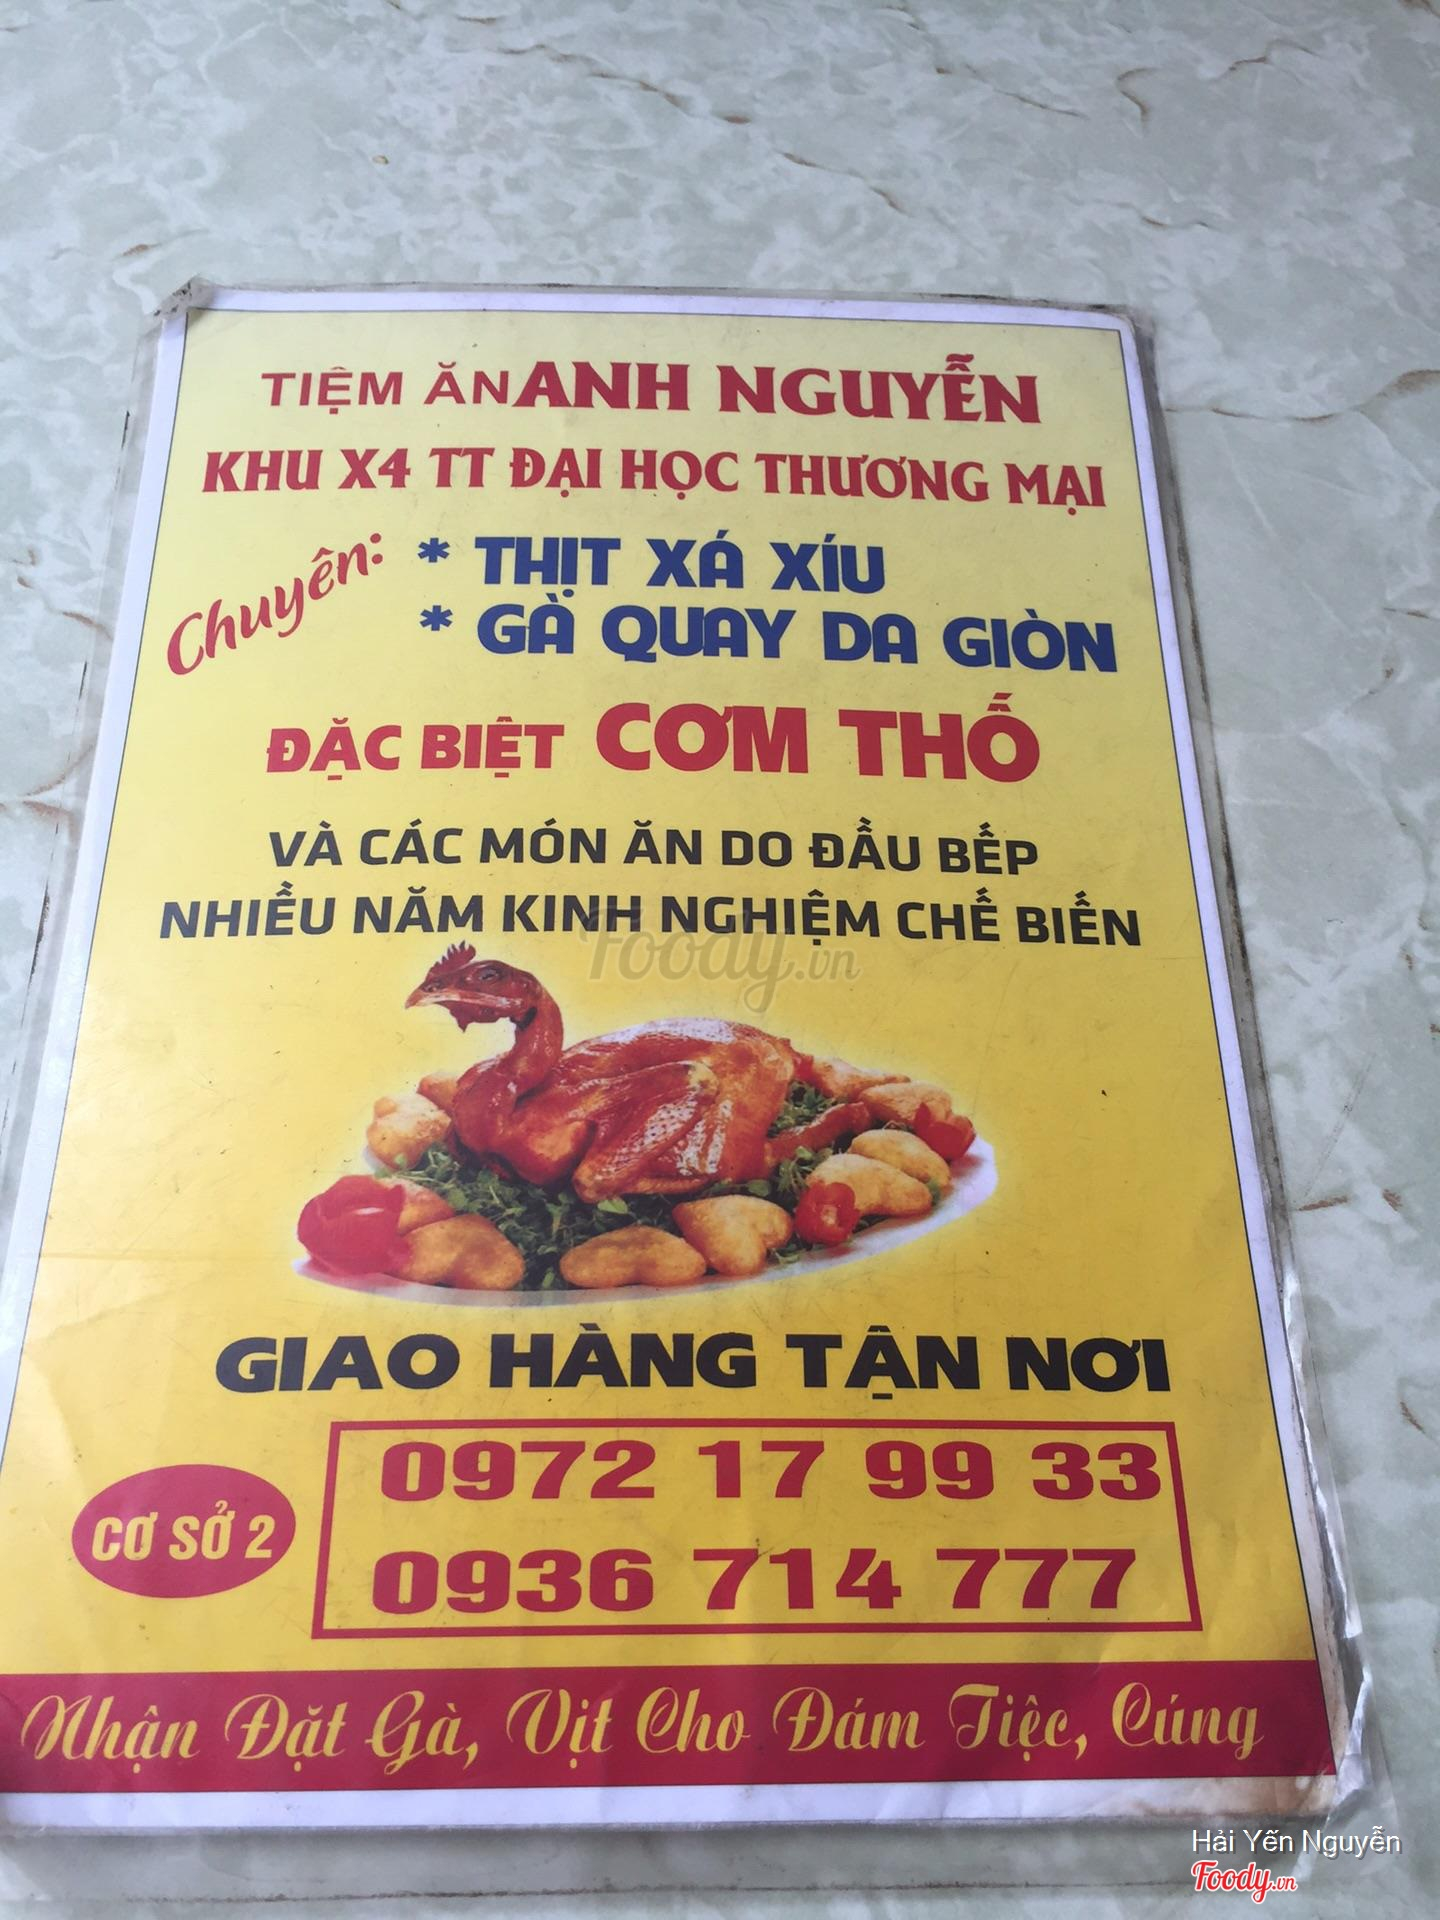 TIỆM ĂN ANH NGUYỄN
KHU X4 TT ĐẠI HỌC THƯƠNG MẠI
Chuyên:
* THỊT XÁ XÍU
* GÀ QUAY DA GIÒN
ĐẶC BIỆT CƠM THỐ
VÀ CÁC MÓN ĂN DO ĐẦU BẾP
NHIỀU NĂM KINH NGHIỆM CHẾ BIẾN
Foody.vn
GIAO HÀNG TẬN NƠI
CƠ SỞ 2
0972 17 99 33
0936 714 777
Nhận Đặt Gà, Vịt Cho Đám Tiệc, Cúng
Hải Yến Nguyễn
Foody.vn